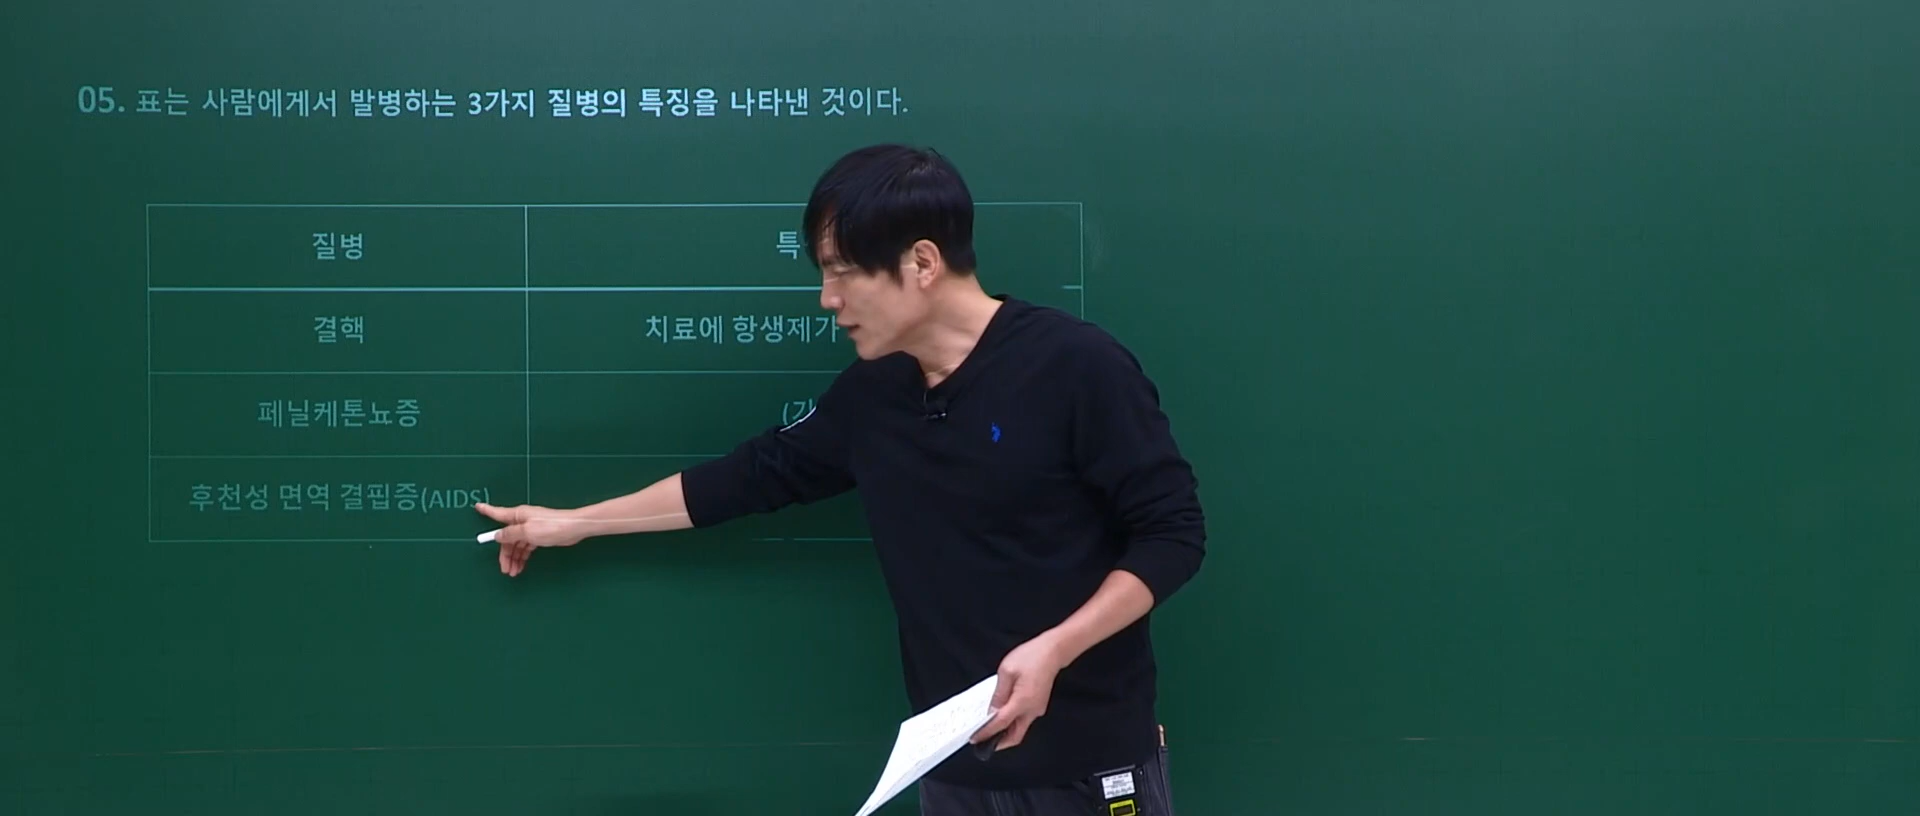 05. 표는 사람에게서 발병하는 3가지 질병의 특징을 나타낸 것이다.
질병 특
결핵 치료에 항생제가
페닐케톤뇨증 (가
후천성 면역 결핍증(AIDS)